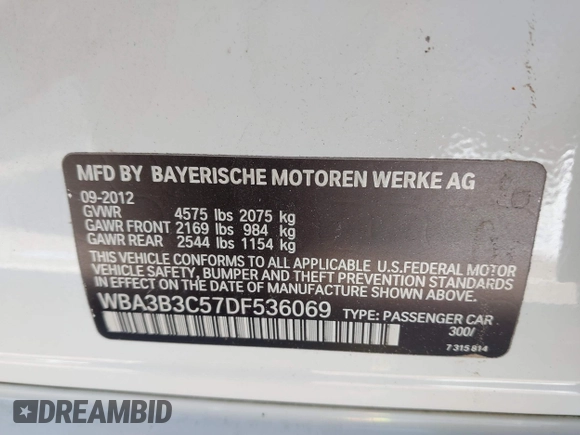 MFD BY BAYERISCHE MOTOREN WERKE AG
09-2012
GVWR 4575 lbs 2075 kg
GAWR FRONT 2169 lbs 984 kg
GAWR REAR 2544 lbs 1154 kg
THIS VEHICLE CONFORMS TO ALL APPLICABLE U.S.FEDERAL MOTOR
VEHICLE SAFETY, BUMPER AND THEFT PREVENTION STANDARDS
IN EFFECT ON THE DATE OF MANUFACTURE SHOWN ABOVE.
WBA3B3C57DF536069 TYPE: PASSENGER CAR
300/
7 315 814
DREAMBID